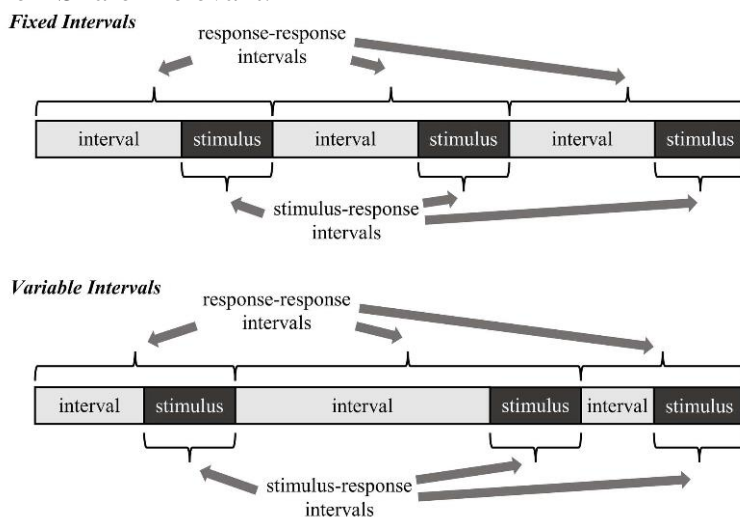 Fixed Intervals
response-response
intervals
interval stimulus interval stimulus interval stimulus
stimulus-response
intervals
Variable Intervals
response-response
intervals
interval stimulus interval stimulus interval stimulus
stimulus-response
intervals